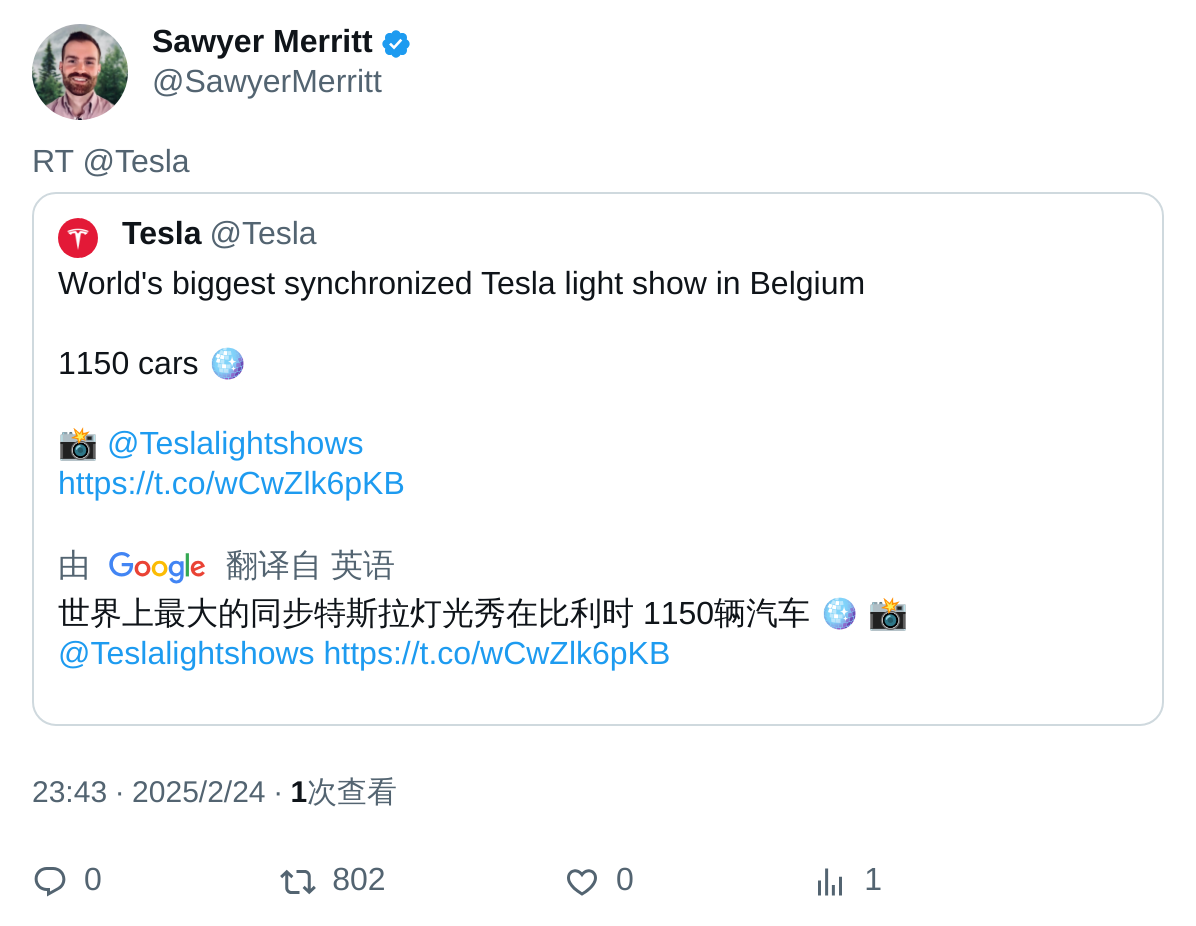 Sawyer Merritt
@SawyerMerritt
RT @Tesla
Tesla @Tesla
World's biggest synchronized Tesla light show in Belgium
1150 cars 🪩
📸 @Teslalightshows
https://t.co/wCwZlk6pKB
由 Google 翻译自 英语
世界上最大的同步特斯拉灯光秀在比利时 1150辆汽车 🪩 📸
@Teslalightshows https://t.co/wCwZlk6pKB
23:43 · 2025/2/24 · 1次查看
0 802 0 1